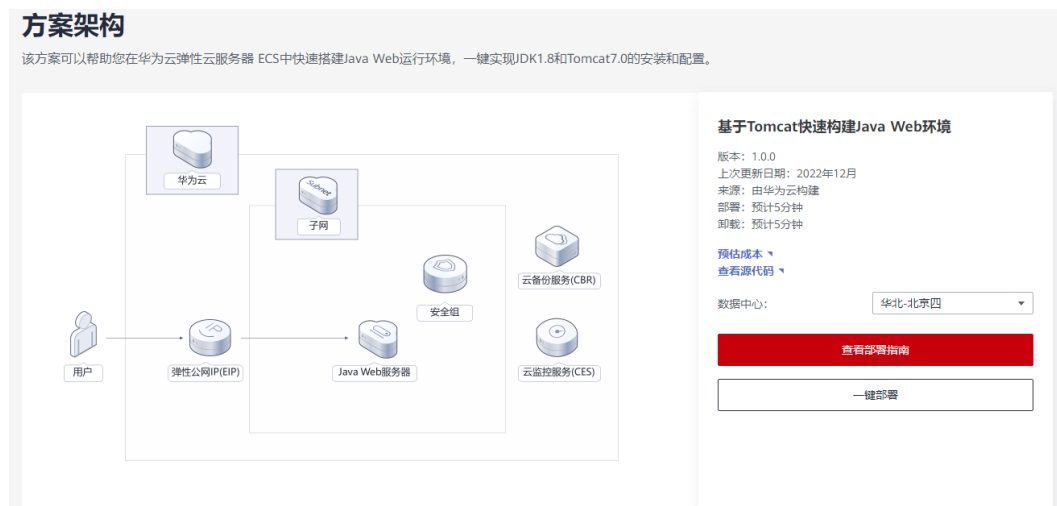 方案架构
该方案可以帮助您在华为云弹性云服务器 ECS中快速搭建Java Web运行环境，一键实现JDK1.8和Tomcat7.0的安装和配置。
华为云
Subnet
子网
安全组
云备份服务(CBR)
用户
IP
弹性公网IP(EIP)
Java Web服务器
云监控服务(CES)
基于Tomcat快速构建Java Web环境
版本：1.0.0
上次更新日期：2022年12月
来源：由华为云构建
部署：预计5分钟
卸载：预计5分钟
预估成本
查看源代码
数据中心：
华北-北京四
查看部署指南
一键部署